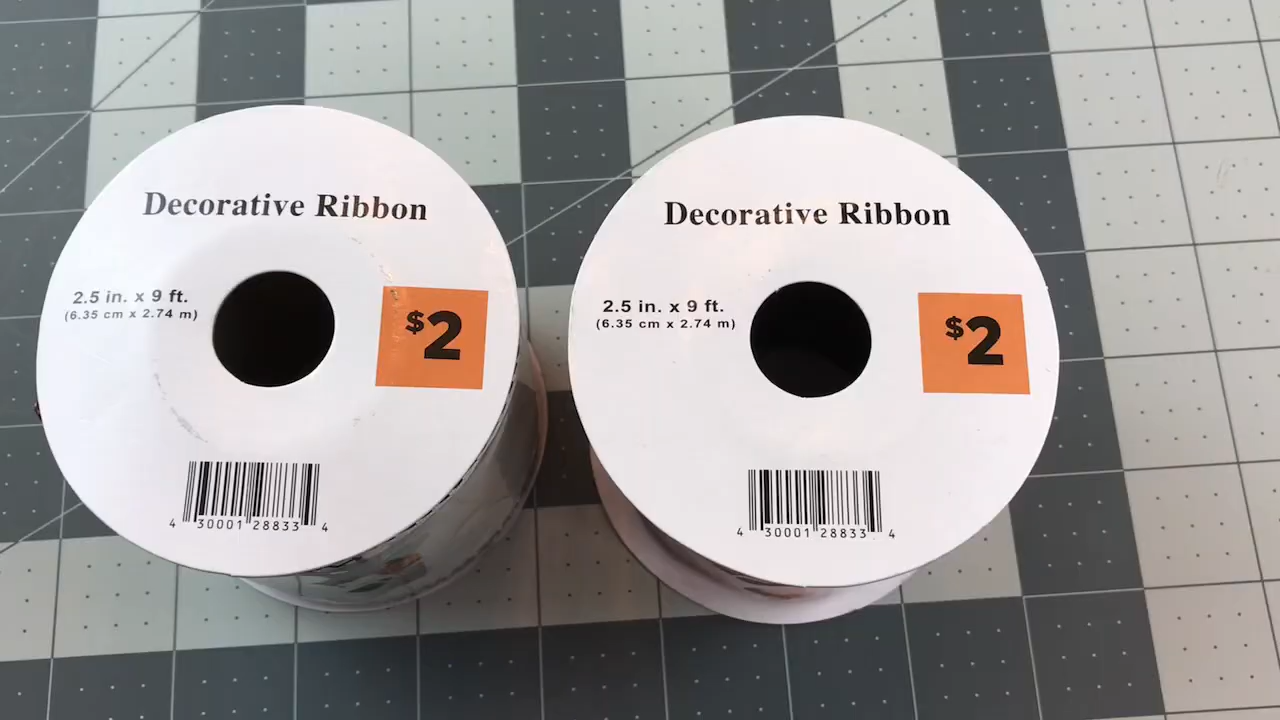 Decorative Ribbon
2.5 in. x 9 ft.
(6.35 cm x 2.74 m)
$2
4 30001 28833 4
Decorative Ribbon
2.5 in. x 9 ft.
(6.35 cm x 2.74 m)
$2
4 30001 28833 4